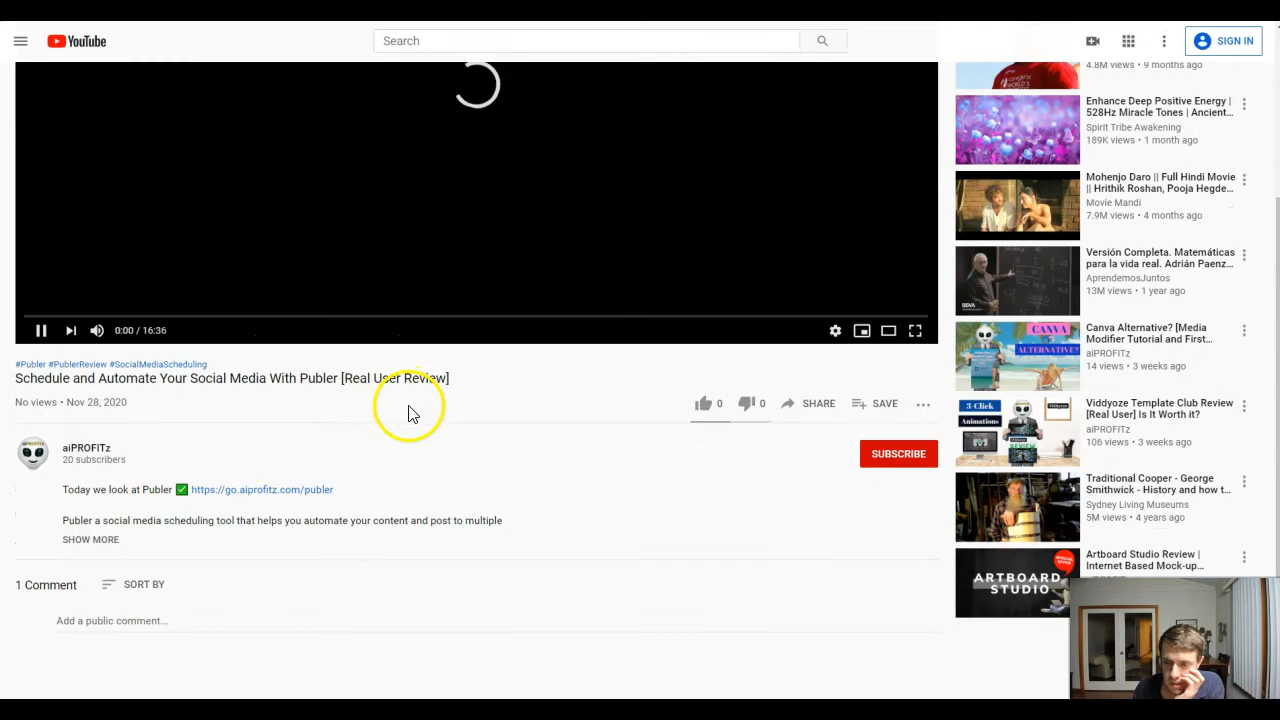 YouTube
Search
SIGN IN
4.8M views • 9 months ago
Enhance Deep Positive Energy |
528Hz Miracle Tones | Ancient...
Spirit Tribe Awakening
189K views • 1 month ago
Mohenjo Daro || Full Hindi Movie
|| Hrithik Roshan, Pooja Hegde...
Movie Mandi
7.9M views • 4 months ago
Versión Completa. Matemáticas
para la vida real. Adrián Paenz...
AprendemosJuntos
13M views • 1 year ago
BBVA
0:00 / 16:36
#Publer #PublerReview #SocialMediaScheduling
Schedule and Automate Your Social Media With Publer [Real User Review]
No views • Nov 28, 2020
0
0
SHARE
SAVE
CANVA
ALTERNATIVE?
Canva Alternative? [Media
Modifier Tutorial and First...
aiPROFITz
14 views • 3 weeks ago
3-Click
Animations
Viddyoze Template Club Review
[Real User] Is It Worth it?
aiPROFITz
106 views • 3 weeks ago
aiPROFITz
20 subscribers
SUBSCRIBE
Today we look at Publer ✅ https://go.aiprofitz.com/publer
Publer a social media scheduling tool that helps you automate your content and post to multiple
SHOW MORE
Traditional Cooper - George
Smithwick - History and how t...
Sydney Living Museums
5M views • 4 years ago
1 Comment
SORT BY
Add a public comment...
ARTBOARD
STUDIO
Artboard Studio Review |
Internet Based Mock-up...